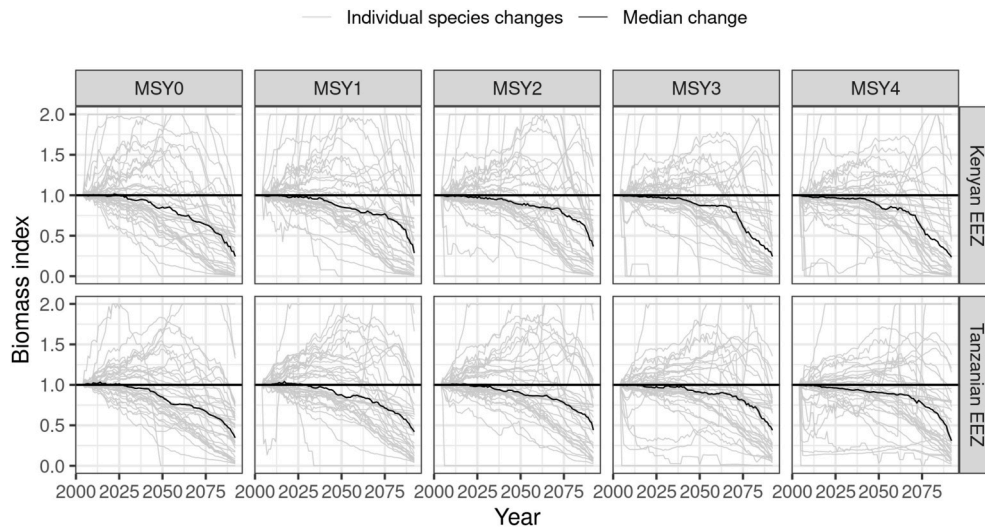 Individual species changes Median change
MSY0 MSY1 MSY2 MSY3 MSY4
2.0
1.5
1.0
0.5
0.0
Kenyan EEZ
2.0
1.5
1.0
0.5
0.0
Tanzanian EEZ
Biomass index
2000 2025 2050 2075 2000 2025 2050 2075 2000 2025 2050 2075 2000 2025 2050 2075 2000 2025 2050 2075
Year